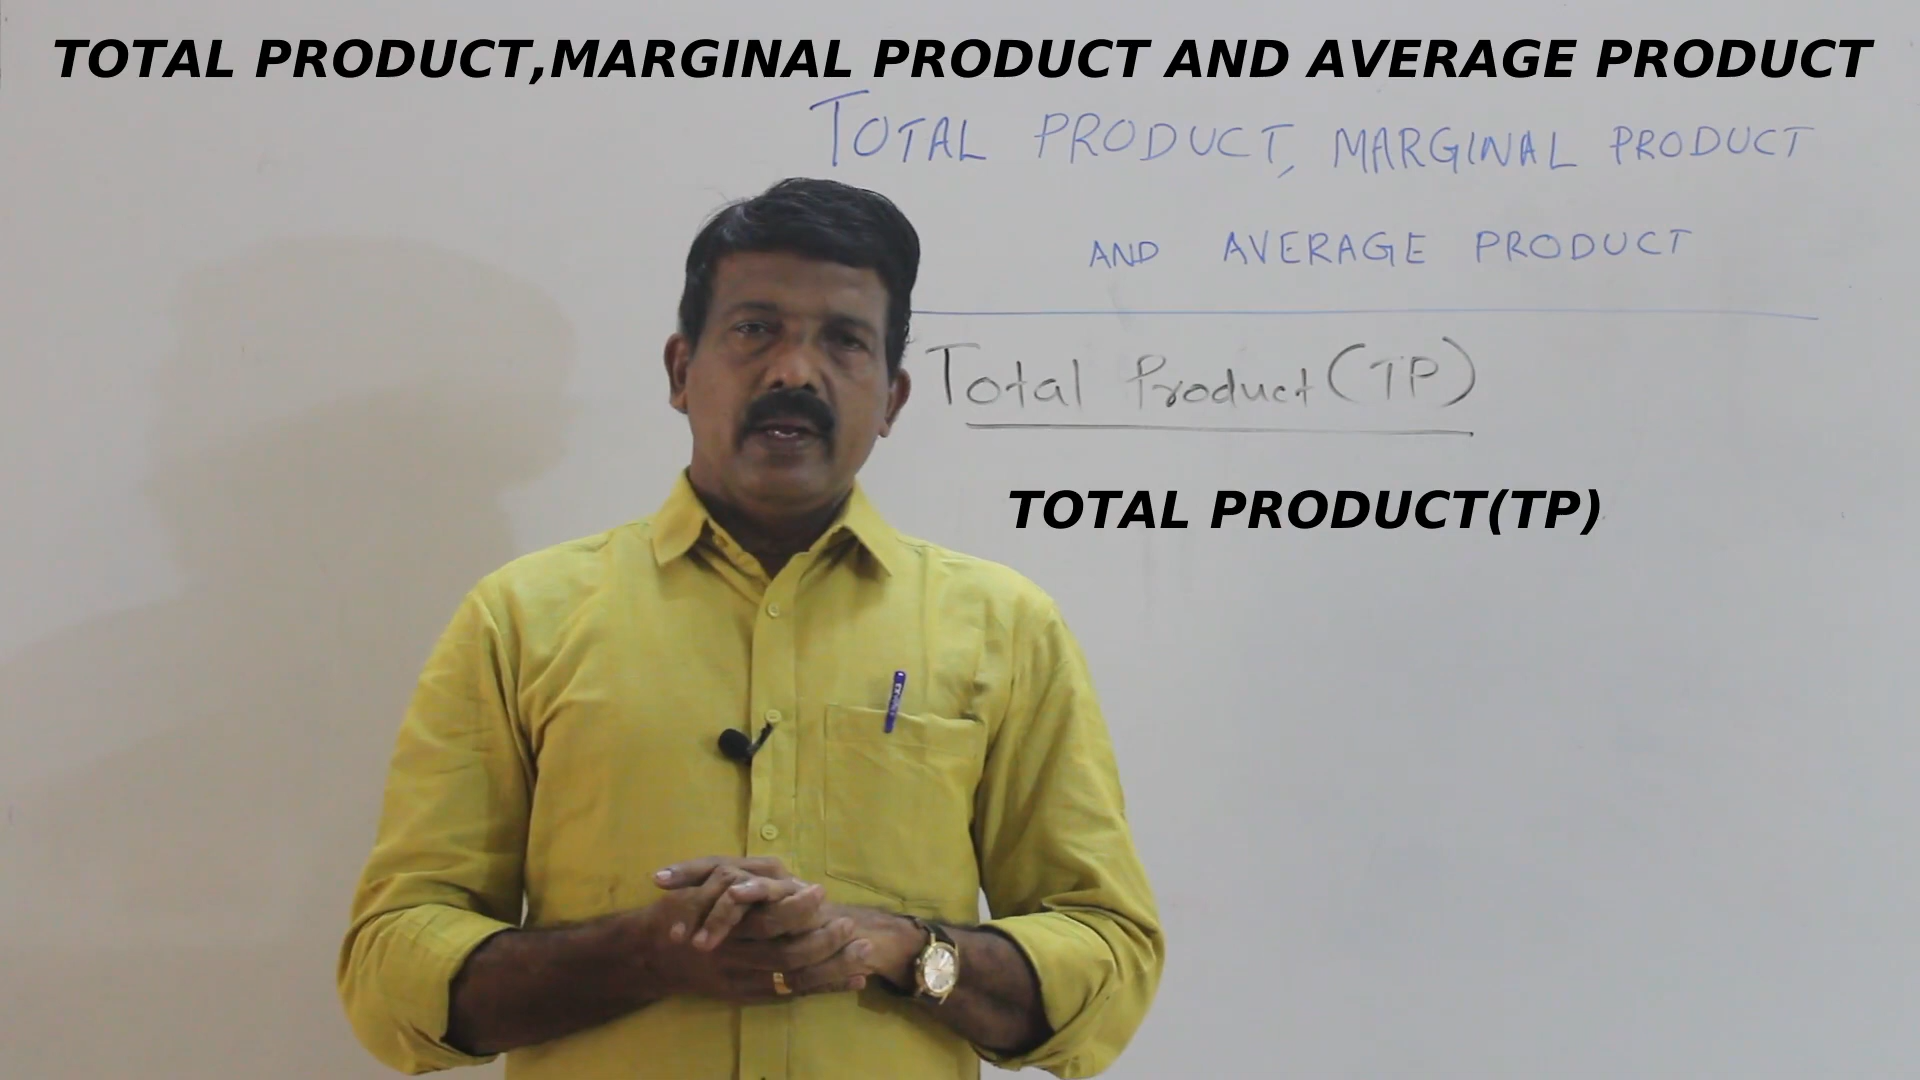 TOTAL PRODUCT,MARGINAL PRODUCT AND AVERAGE PRODUCT
TOTAL PRODUCT, MARGINAL PRODUCT
AND AVERAGE PRODUCT
Total Product (TP)
TOTAL PRODUCT(TP)